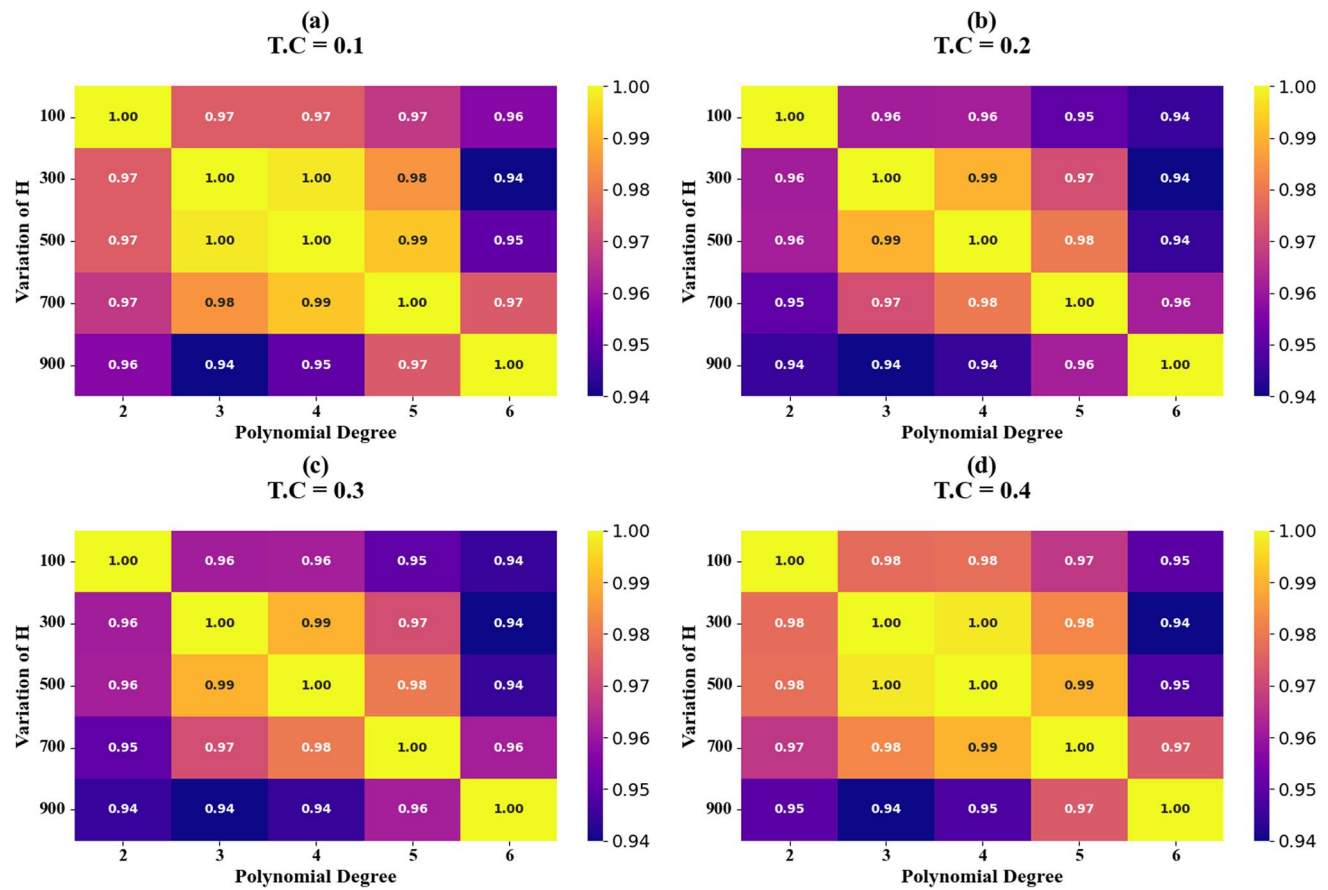 (a)
T.C = 0.1
100 1.00 0.97 0.97 0.97 0.96
300 0.97 1.00 1.00 0.98 0.94
500 0.97 1.00 1.00 0.99 0.95
700 0.97 0.98 0.99 1.00 0.97
900 0.96 0.94 0.95 0.97 1.00
2 3 4 5 6
Variation of H
Polynomial Degree
1.00
0.99
0.98
0.97
0.96
0.95
0.94
(b)
T.C = 0.2
100 1.00 0.96 0.96 0.95 0.94
300 0.96 1.00 0.99 0.97 0.94
500 0.96 0.99 1.00 0.98 0.94
700 0.95 0.97 0.98 1.00 0.96
900 0.94 0.94 0.94 0.96 1.00
2 3 4 5 6
Variation of H
Polynomial Degree
1.00
0.99
0.98
0.97
0.96
0.95
0.94
(c)
T.C = 0.3
100 1.00 0.96 0.96 0.95 0.94
300 0.96 1.00 0.99 0.97 0.94
500 0.96 0.99 1.00 0.98 0.94
700 0.95 0.97 0.98 1.00 0.96
900 0.94 0.94 0.94 0.96 1.00
2 3 4 5 6
Variation of H
Polynomial Degree
1.00
0.99
0.98
0.97
0.96
0.95
0.94
(d)
T.C = 0.4
100 1.00 0.98 0.98 0.97 0.95
300 0.98 1.00 1.00 0.98 0.94
500 0.98 1.00 1.00 0.99 0.95
700 0.97 0.98 0.99 1.00 0.97
900 0.95 0.94 0.95 0.97 1.00
2 3 4 5 6
Variation of H
Polynomial Degree
1.00
0.99
0.98
0.97
0.96
0.95
0.94